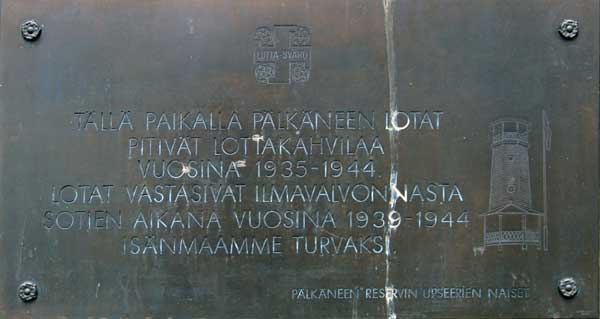 LOTTA-SVÄRD
TÄLLÄ PAIKALLA PÄLKÄNEEN LOTAT
PITIVÄT LOTTAKAHVILAA
VUOSINA 1935-1944
LOTAT VASTASIVAT ILMAVALVONNASTA
SOTIEN AIKANA VUOSINA 1939-1944
ISÄNMAAMME TURVAKSI.
PÄLKÄNEEN RESERVIN UPSEERIEN NAISET